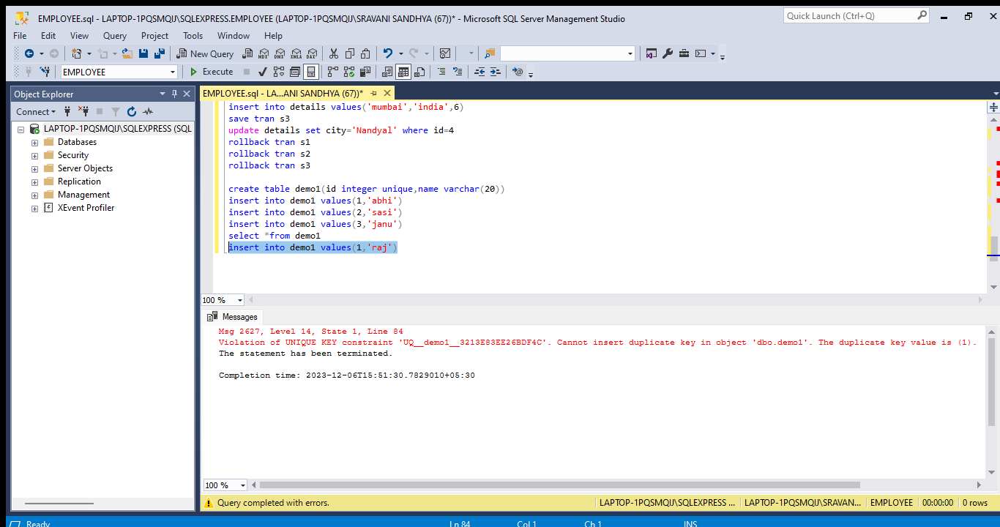 EMPLOYEE.sql - LAPTOP-1PQSMQIJ\SQLEXPRESS.EMPLOYEE (LAPTOP-1PQSMQIJ\SRAVANI SANDHYA (67))* - Microsoft SQL Server Management Studio
Quick Launch (Ctrl+Q)
File Edit View Query Project Tools Window Help
New Query MDX DMX XMLA DAX
EMPLOYEE Execute
Object Explorer
Connect
LAPTOP-1PQSMQIJ\SQLEXPRESS (SQL
Databases
Security
Server Objects
Replication
Management
XEvent Profiler
EMPLOYEE.sql - LA...ANI SANDHYA (67))*
insert into details values('mumbai','india',6)
save tran s3
update details set city='Nandyal' where id=4
rollback tran s1
rollback tran s2
rollback tran s3
create table demo1(id integer unique,name varchar(20))
insert into demo1 values(1,'abhi')
insert into demo1 values(2,'sasi')
insert into demo1 values(3,'janu')
select *from demo1
insert into demo1 values(1,'raj')
100 %
Messages
Msg 2627, Level 14, State 1, Line 84
Violation of UNIQUE KEY constraint 'UQ__demo1__3213E83EE26BDF4C'. Cannot insert duplicate key in object 'dbo.demo1'. The duplicate key value is (1).
The statement has been terminated.
Completion time: 2023-12-06T15:51:30.7829010+05:30
100 %
Query completed with errors. LAPTOP-1PQSMQIJ\SQLEXPRESS ... LAPTOP-1PQSMQIJ\SRAVAN... EMPLOYEE 00:00:00 0 rows
Ready Ln 84 Col 1 Ch 1 INS